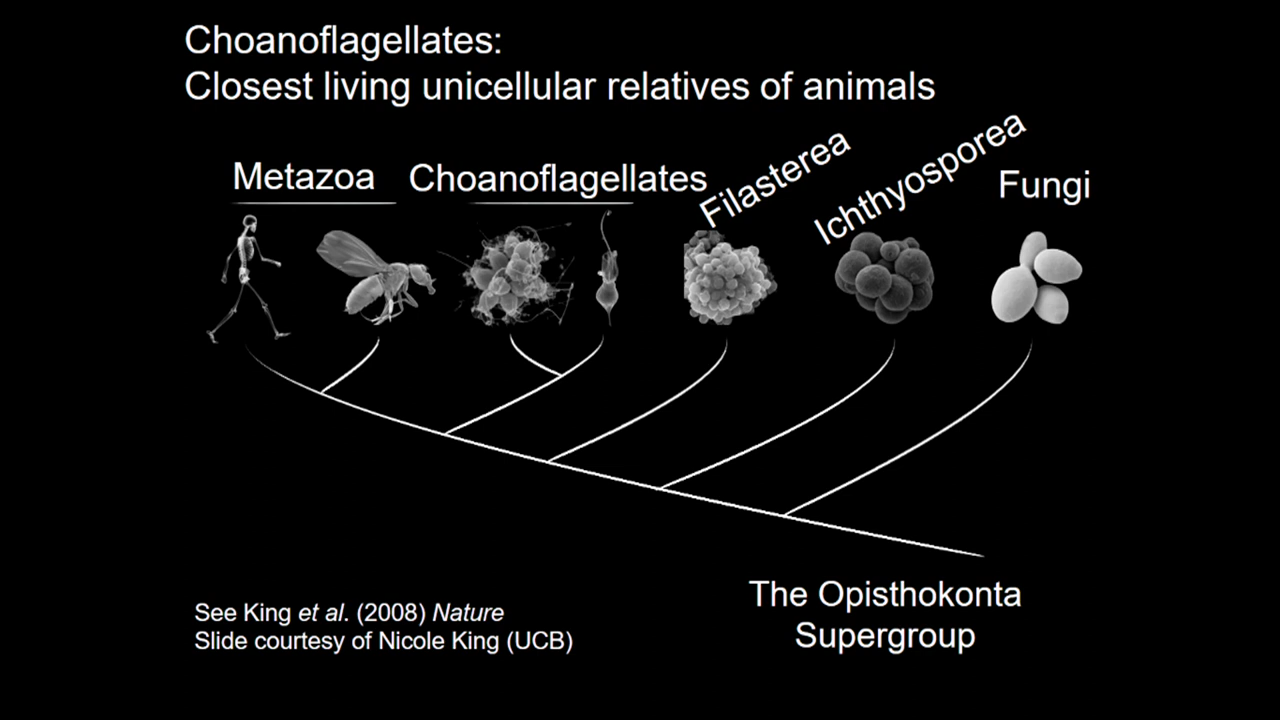 Choanoflagellates:
Closest living unicellular relatives of animals
Metazoa
Choanoflagellates
Filasterea
Ichthyosporea
Fungi
The Opisthokonta
Supergroup
See King et al. (2008) Nature
Slide courtesy of Nicole King (UCB)